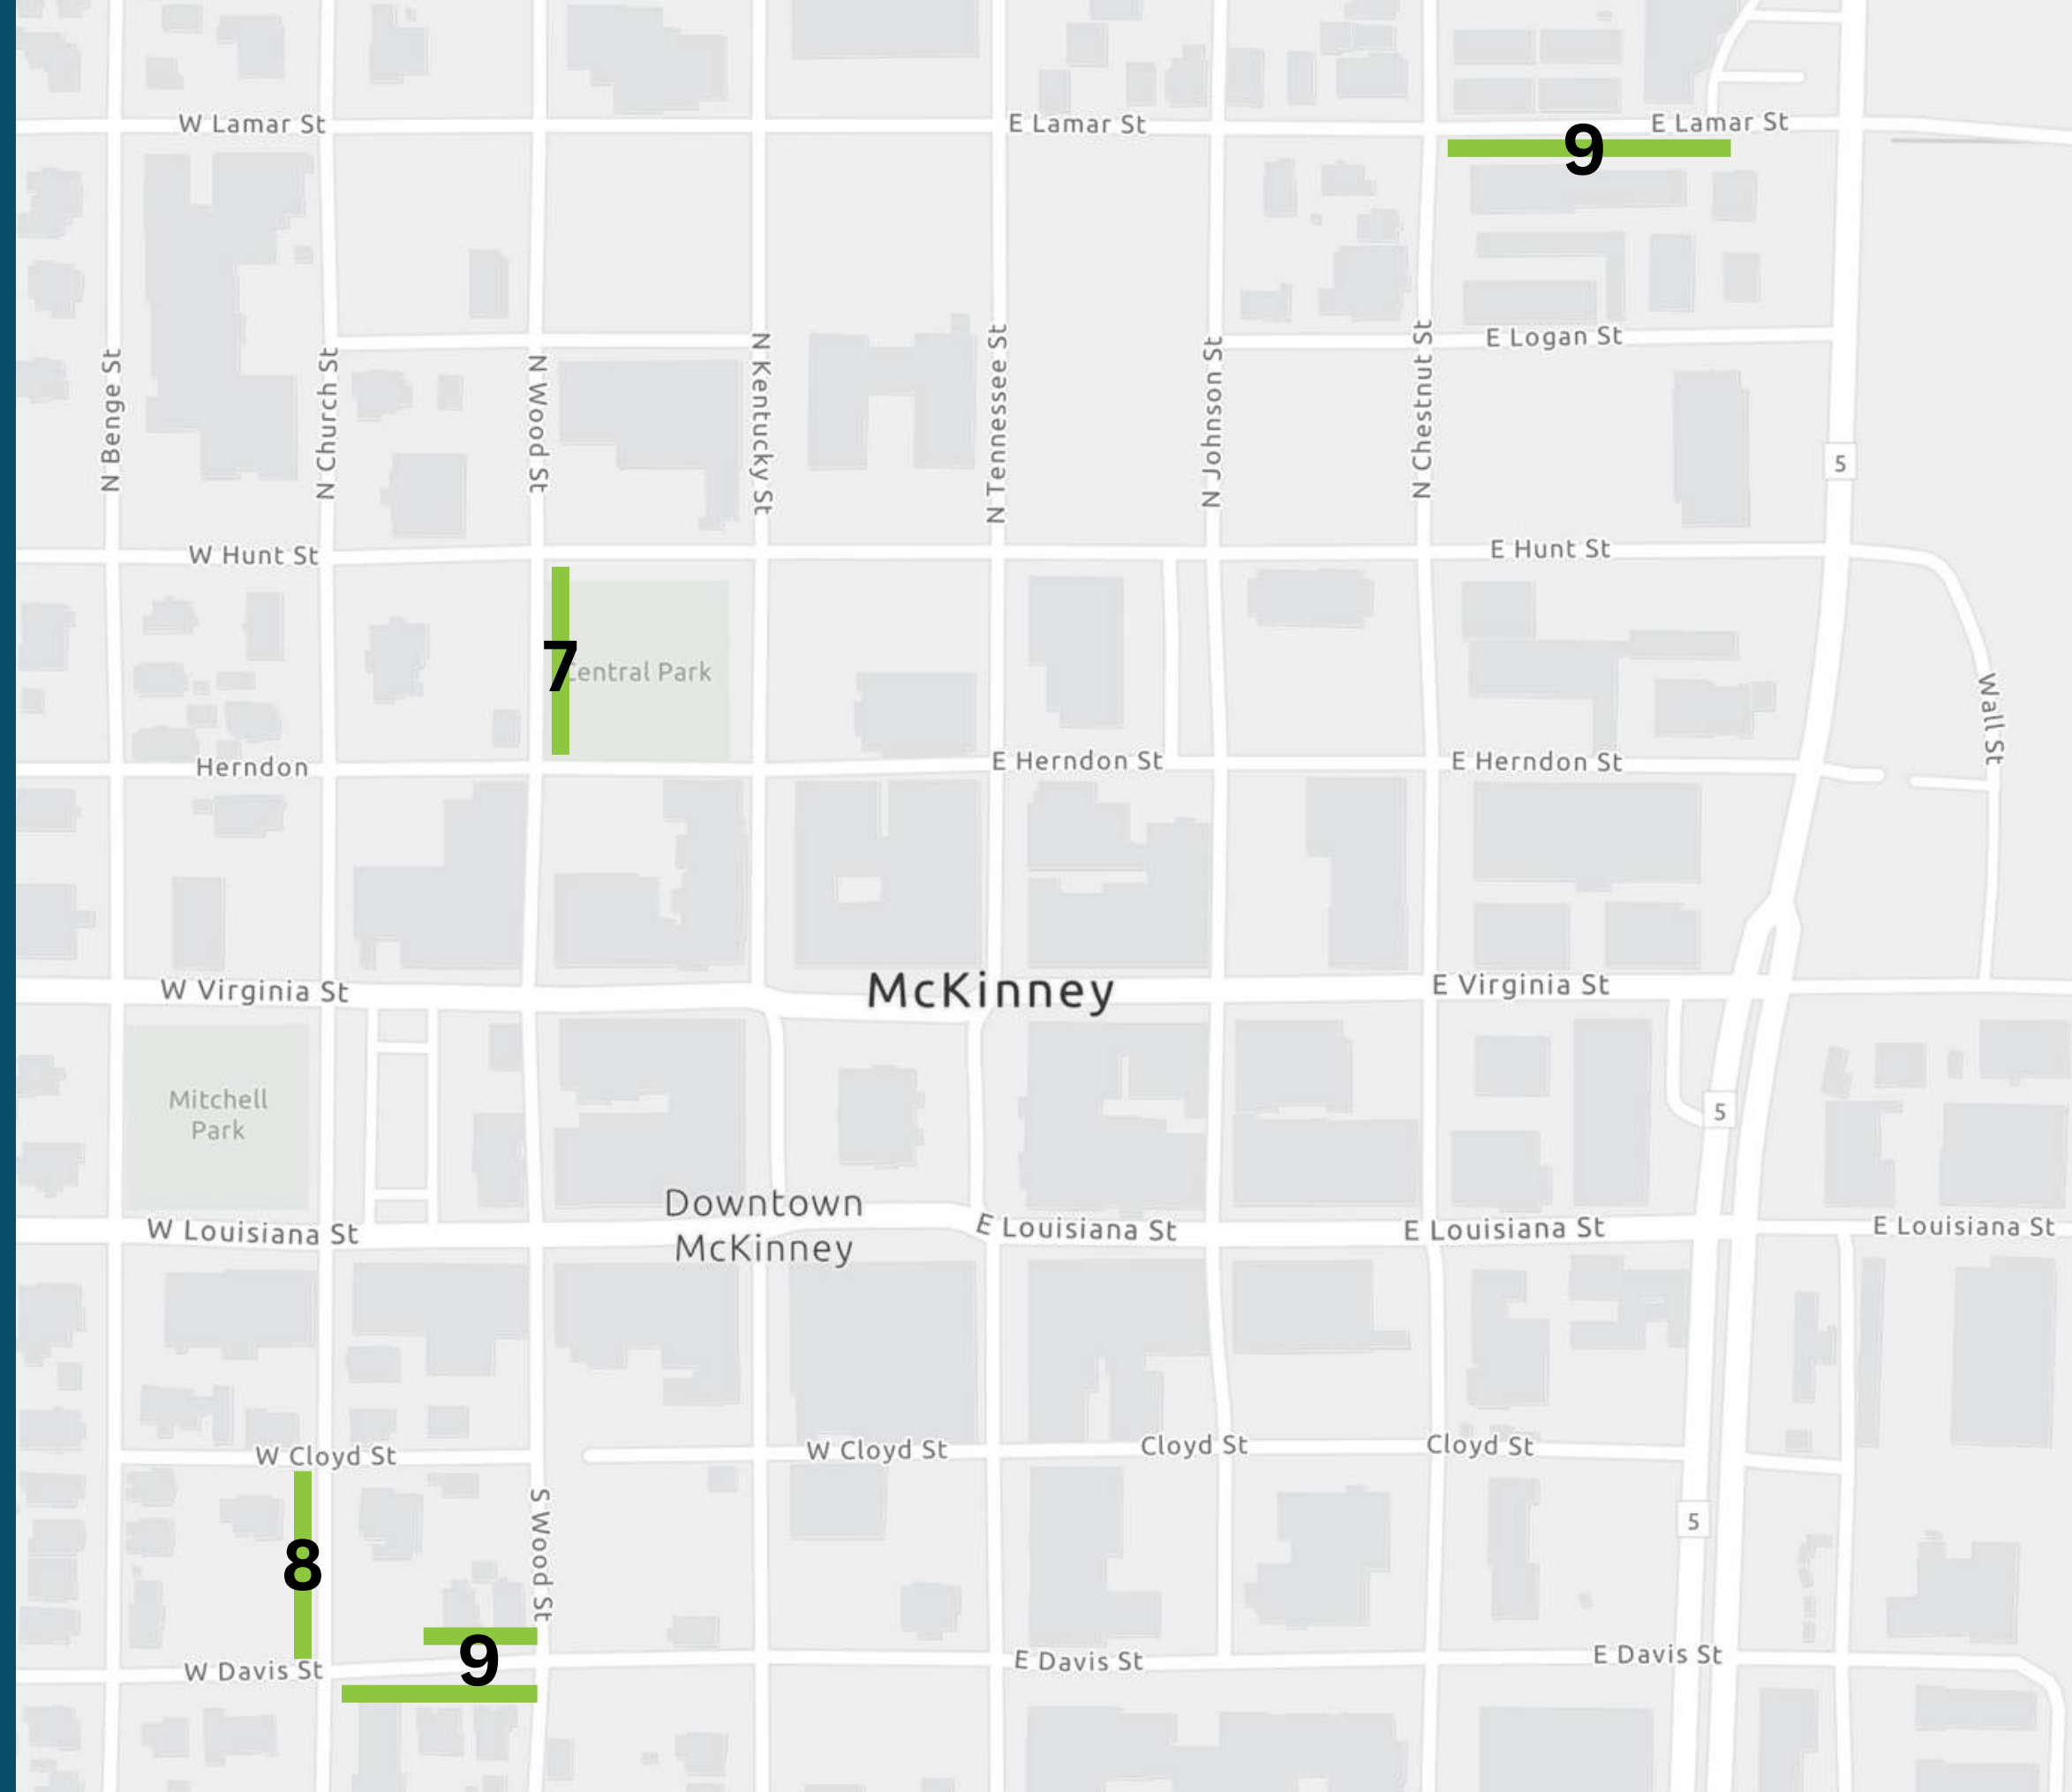 W Lamar St
E Lamar St
E Lamar St
9
E Logan St
N Benge St
N Church St
N Wood St
N Kentucky St
N Tennessee St
N Johnson St
N Chestnut St
5
W Hunt St
E Hunt St
7
Central Park
Wall St
Herndon
E Herndon St
E Herndon St
W Virginia St
McKinney
E Virginia St
Mitchell
Park
5
Downtown
McKinney
W Louisiana St
E Louisiana St
E Louisiana St
E Louisiana St
W Cloyd St
W Cloyd St
Cloyd St
Cloyd St
S Wood St
5
8
9
W Davis St
E Davis St
E Davis St